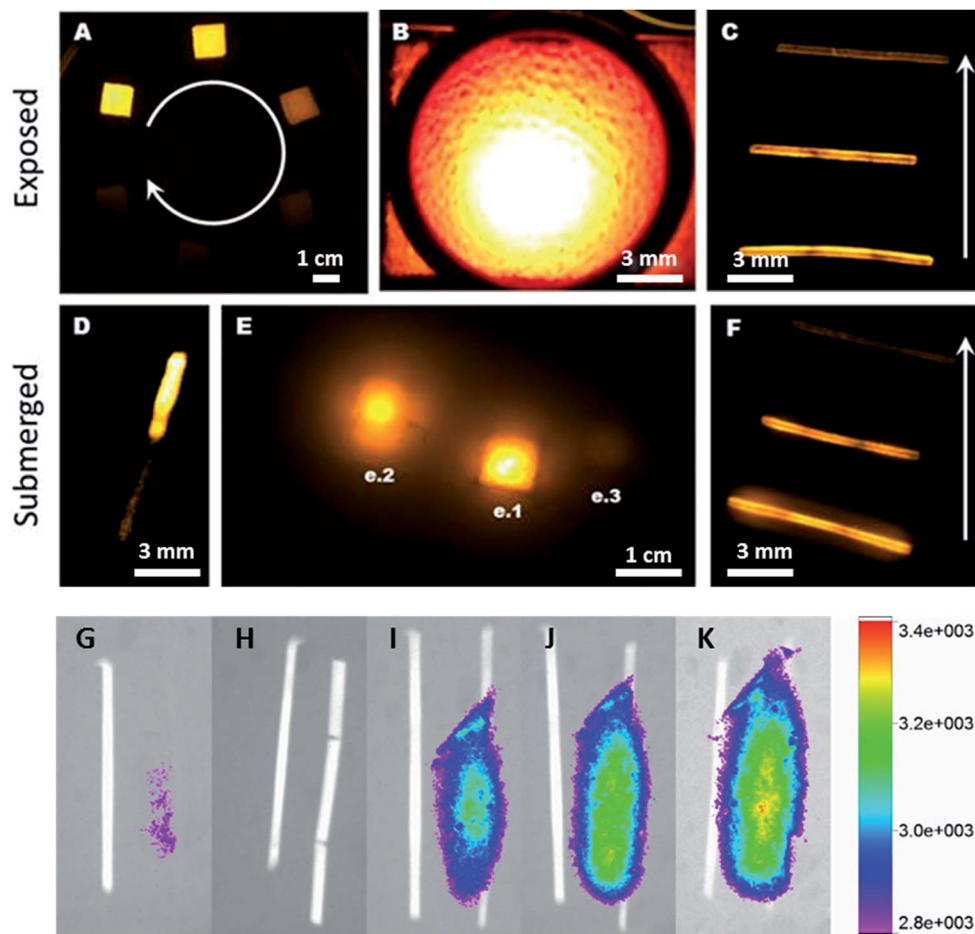 Exposed
A
1 cm
B
3 mm
C
3 mm
Submerged
D
3 mm
E
e.2
e.1
e.3
1 cm
F
3 mm
G
H
I
J
K
3.4e+003
3.2e+003
3.0e+003
2.8e+003